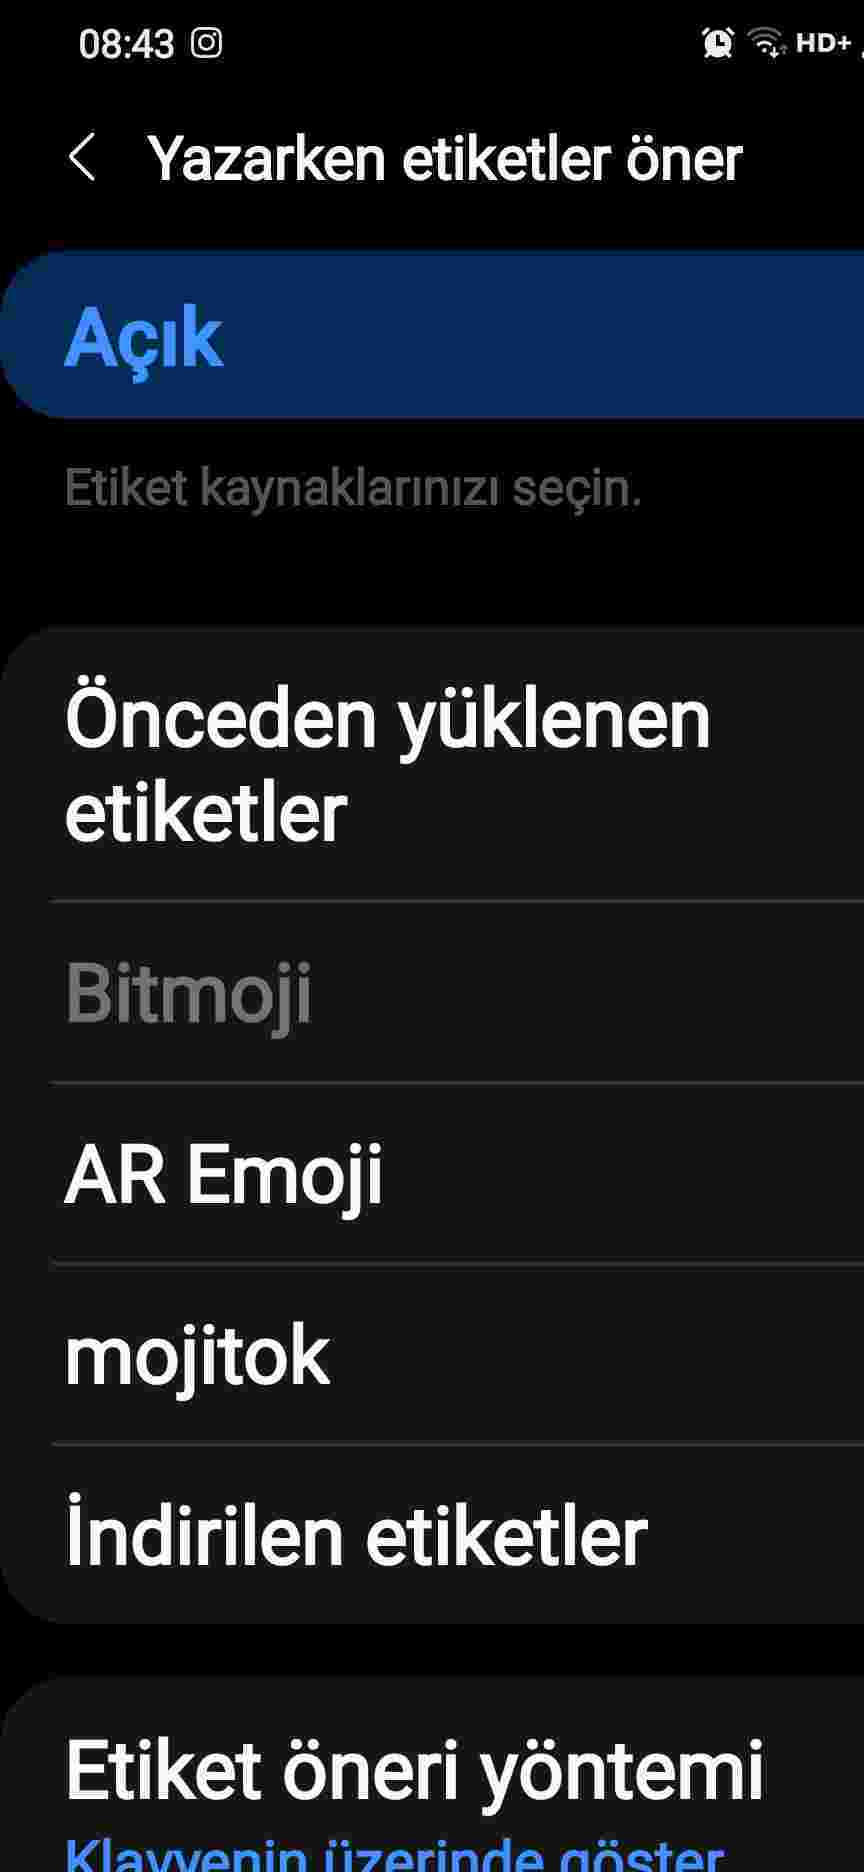 08:43 HD+
Yazarken etiketler öner
Açık
Etiket kaynaklarınızı seçin.
Önceden yüklenen
etiketler
Bitmoji
AR Emoji
mojitok
İndirilen etiketler
Etiket öneri yöntemi
Klavyenin üzerinde göster